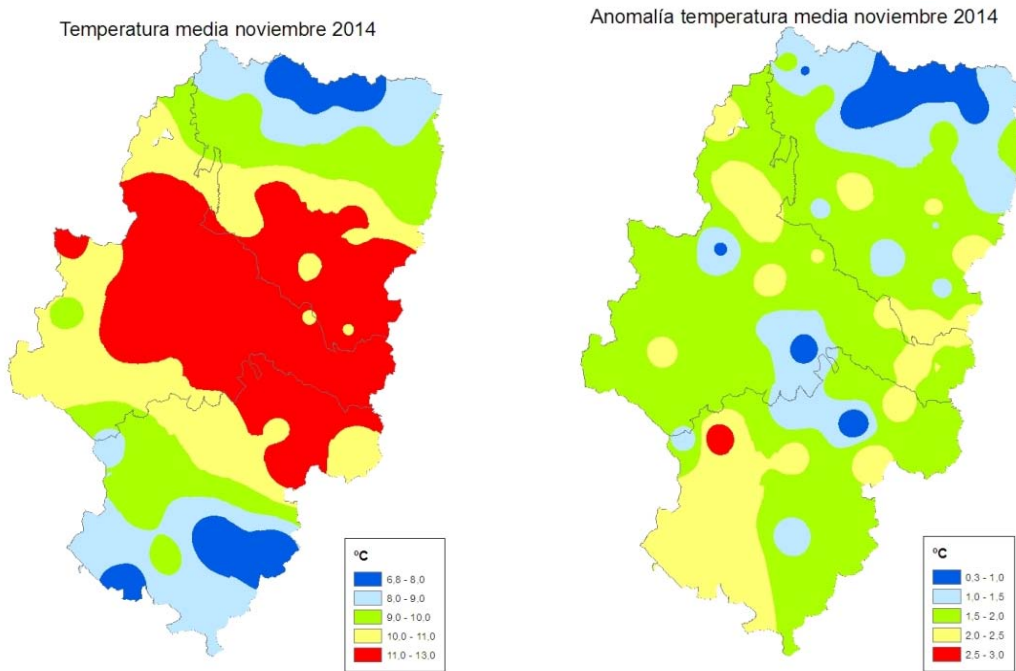 Temperatura media noviembre 2014
ºC
6,8 - 8,0
8,0 - 9,0
9,0 - 10,0
10,0 - 11,0
11,0 - 13,0
Anomalía temperatura media noviembre 2014
ºC
0.3 - 1,0
1,0 - 1.5
1.5 - 2.0
2.0 - 2.5
2.5 - 3,0